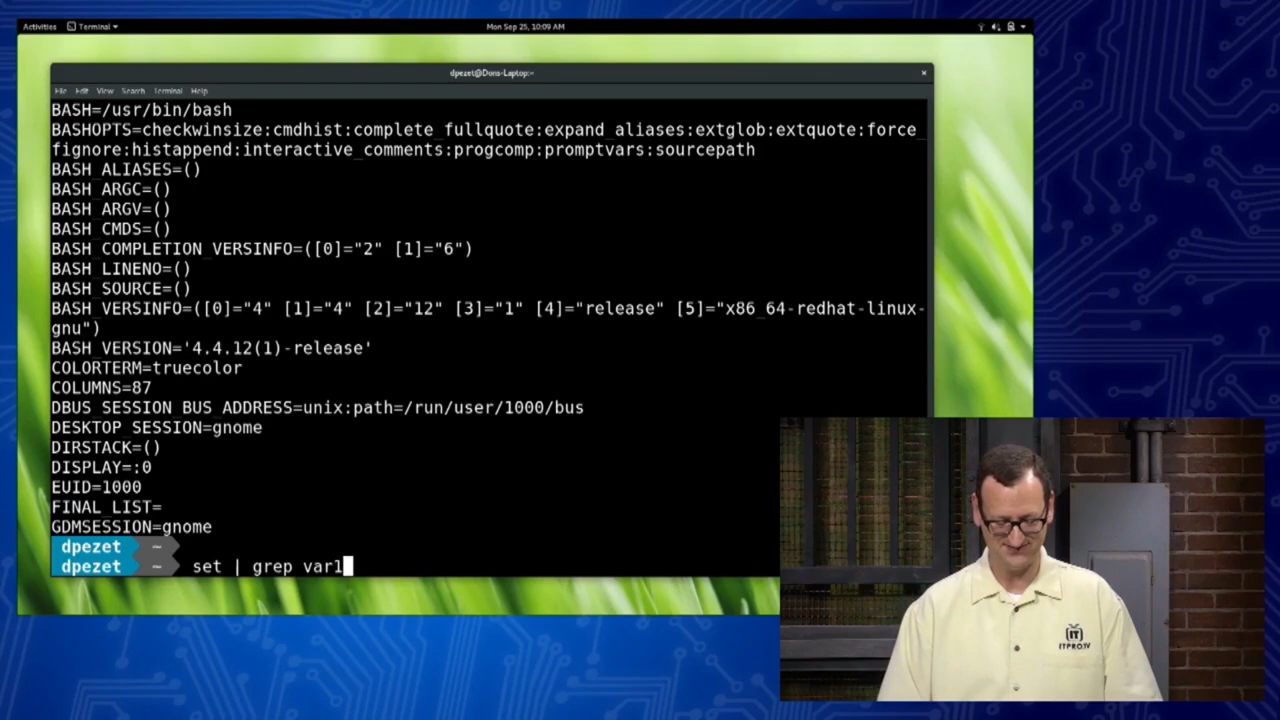 Activities Terminal Mon Sep 25, 10:09 AM
dpezet@Dons-Laptop:~
File Edit View Search Terminal Help
BASH=/usr/bin/bash
BASHOPTS=checkwinsize:cmdhist:complete_fullquote:expand_aliases:extglob:extquote:force_
fignore:histappend:interactive_comments:progcomp:promptvars:sourcepath
BASH_ALIASES=()
BASH_ARGC=()
BASH_ARGV=()
BASH_CMDS=()
BASH_COMPLETION_VERSINFO=([0]="2" [1]="6")
BASH_LINENO=()
BASH_SOURCE=()
BASH_VERSINFO=([0]="4" [1]="4" [2]="12" [3]="1" [4]="release" [5]="x86_64-redhat-linux-
gnu")
BASH_VERSION='4.4.12(1)-release'
COLORTERM=truecolor
COLUMNS=87
DBUS_SESSION_BUS_ADDRESS=unix:path=/run/user/1000/bus
DESKTOP_SESSION=gnome
DIRSTACK=()
DISPLAY=:0
EUID=1000
FINAL_LIST=
GDMSESSION=gnome
dpezet ~
dpezet ~ set | grep var1
IT
ITPRO.TV